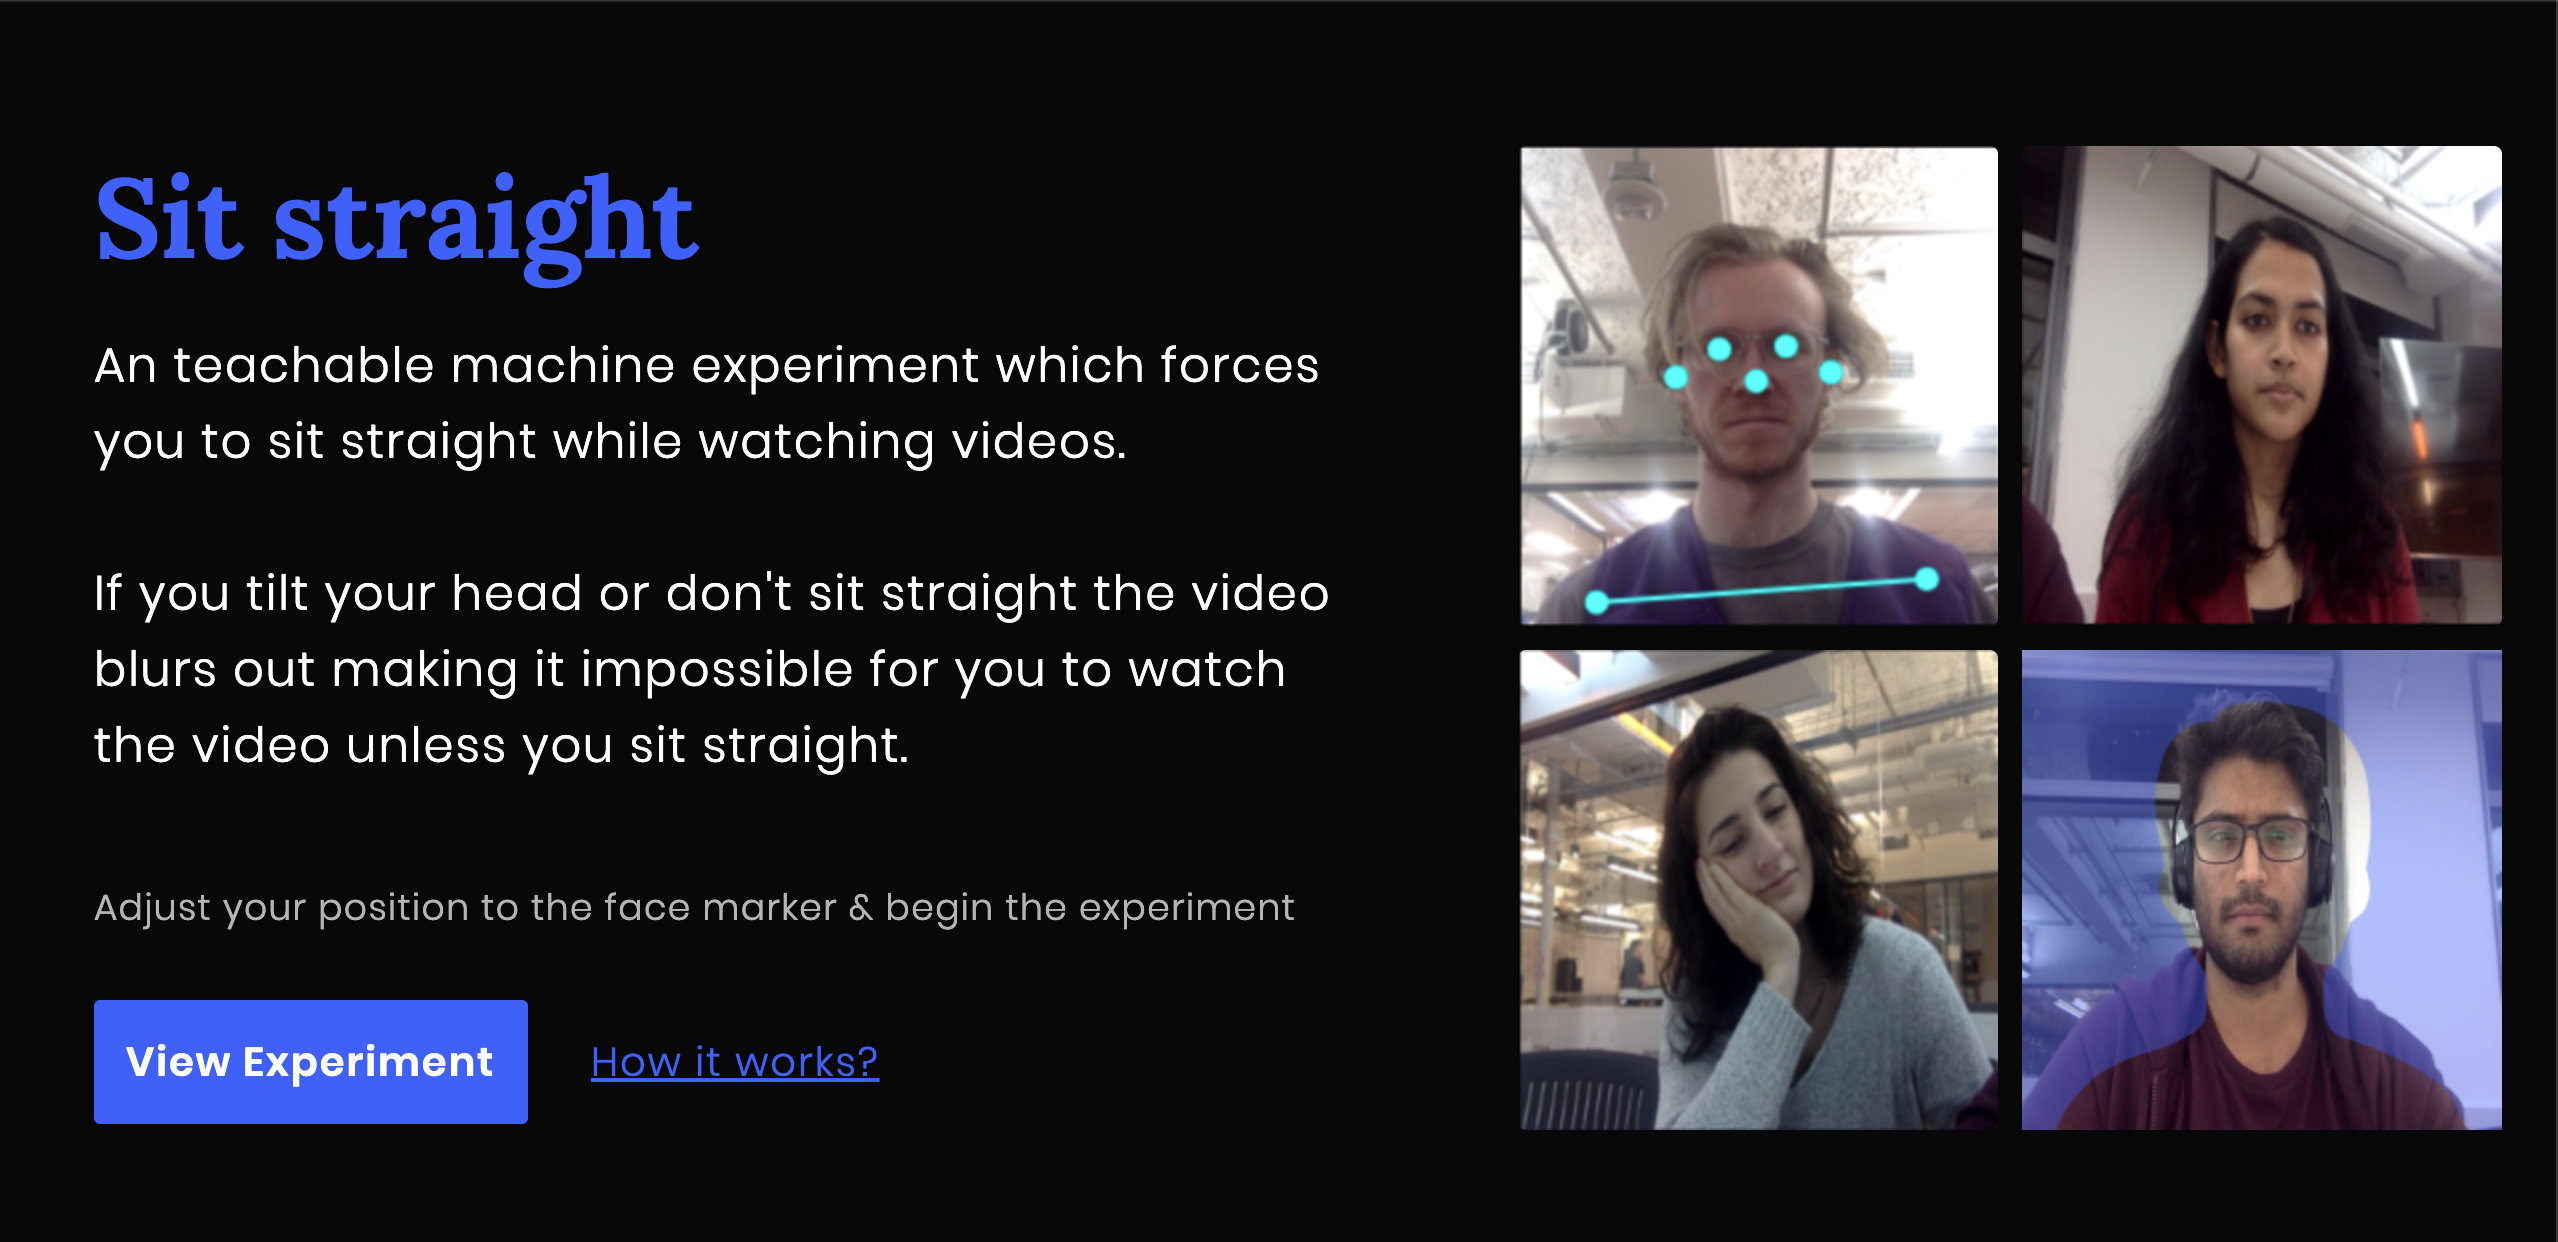 Sit straight
An teachable machine experiment which forces
you to sit straight while watching videos.
If you tilt your head or don't sit straight the video
blurs out making it impossible for you to watch
the video unless you sit straight.
Adjust your position to the face marker & begin the experiment
View Experiment
How it works?